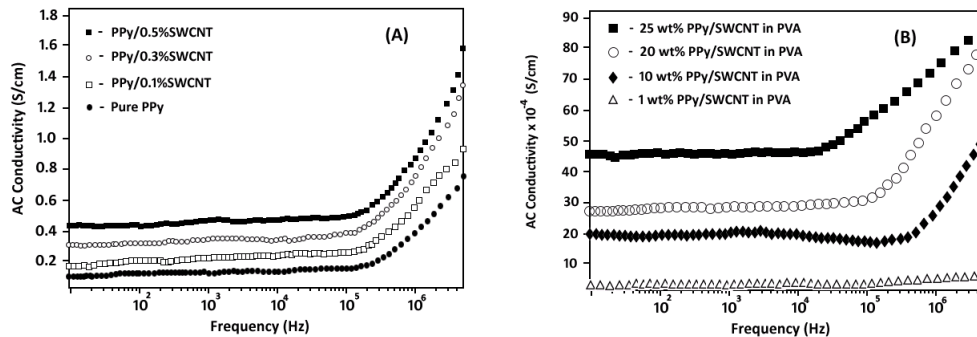 (A)
AC Conductivity (S/cm)
1.8
1.6
1.4
1.2
1.0
0.8
0.6
0.4
0.2
- PPy/0.5%SWCNT
- PPy/0.3%SWCNT
- PPy/0.1%SWCNT
- Pure PPy
10² 10³ 10⁴ 10⁵ 10⁶
Frequency (Hz)
(B)
AC Conductivity x 10⁻⁴ (S/cm)
90
80
70
60
50
40
30
20
10
- 25 wt% PPy/SWCNT in PVA
- 20 wt% PPy/SWCNT in PVA
- 10 wt% PPy/SWCNT in PVA
- 1 wt% PPy/SWCNT in PVA
10² 10³ 10⁴ 10⁵ 10⁶
Frequency (Hz)